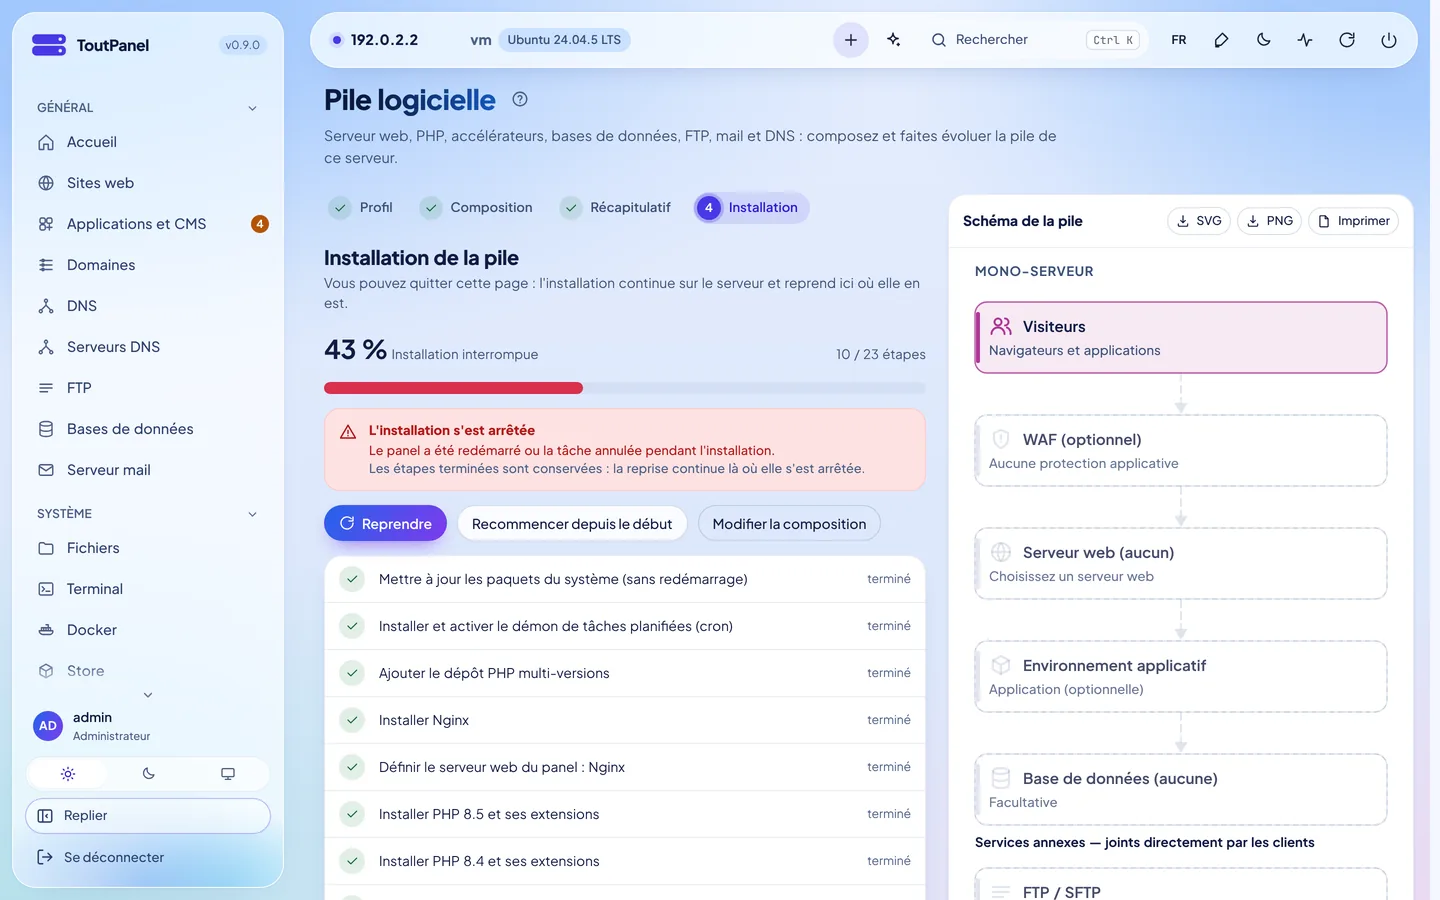 ToutPanel
v0.9.0
GÉNÉRAL
Accueil
Sites web
Applications et CMS
4
Domaines
DNS
Serveurs DNS
FTP
Bases de données
Serveur mail
SYSTÈME
Fichiers
Terminal
Docker
Store
AD
admin
Administrateur
Replier
Se déconnecter
192.0.2.2
vm
Ubuntu 24.04.5 LTS
Rechercher
Ctrl K
FR
Pile logicielle
Serveur web, PHP, accélérateurs, bases de données, FTP, mail et DNS : composez et faites évoluer la pile de
ce serveur.
Profil
Composition
Récapitulatif
4
Installation
Installation de la pile
Vous pouvez quitter cette page : l'installation continue sur le serveur et reprend ici où elle en
est.
43 % Installation interrompue
10 / 23 étapes
L'installation s'est arrêtée
Le panel a été redémarré ou la tâche annulée pendant l'installation.
Les étapes terminées sont conservées : la reprise continue là où elle s'est arrêtée.
Reprendre
Recommencer depuis le début
Modifier la composition
Mettre à jour les paquets du système (sans redémarrage)
terminé
Installer et activer le démon de tâches planifiées (cron)
terminé
Ajouter le dépôt PHP multi-versions
terminé
Installer Nginx
terminé
Définir le serveur web du panel : Nginx
terminé
Installer PHP 8.5 et ses extensions
terminé
Installer PHP 8.4 et ses extensions
terminé
Schéma de la pile
SVG
PNG
Imprimer
MONO-SERVEUR
Visiteurs
Navigateurs et applications
WAF (optionnel)
Aucune protection applicative
Serveur web (aucun)
Choisissez un serveur web
Environnement applicatif
Application (optionnelle)
Base de données (aucune)
Facultative
Services annexes — joints directement par les clients
FTP / SFTP